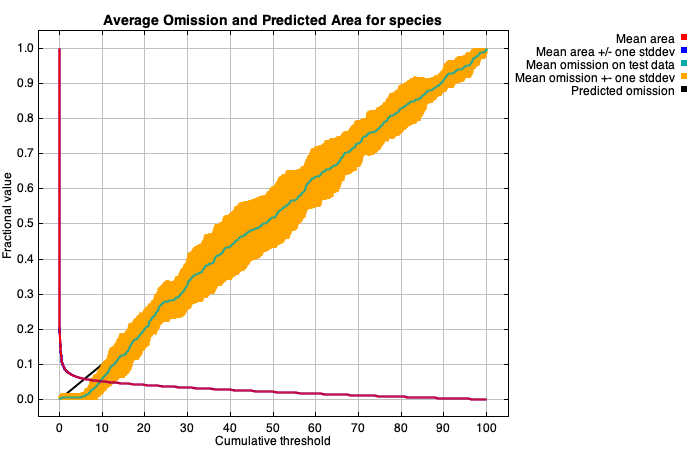 Average Omission and Predicted Area for species
Mean area
Mean area +/- one stddev
Mean omission on test data
Mean omission +- one stddev
Predicted omission
Fractional value
1.0
0.9
0.8
0.7
0.6
0.5
0.4
0.3
0.2
0.1
0.0
0 10 20 30 40 50 60 70 80 90 100
Cumulative threshold